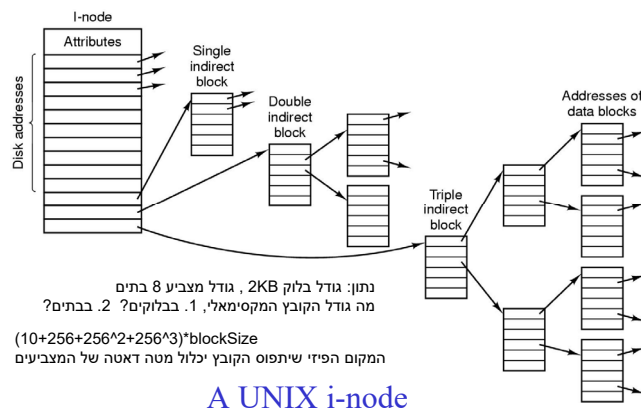 I-node
Attributes
Disk addresses
Single
indirect
block
Double
indirect
block
Addresses of
data blocks
Triple
indirect
block
נתון: גודל בלוק 2KB , גודל מצביע 8 בתים
מה גודל הקובץ המקסימאלי, 1. בבלוקים? 2. בבתים?
(10+256+256^2+256^3)*blockSize
המקום הפיזי שיתפוס הקובץ יכלול מטה דאטה של המצביעים
A UNIX i-node